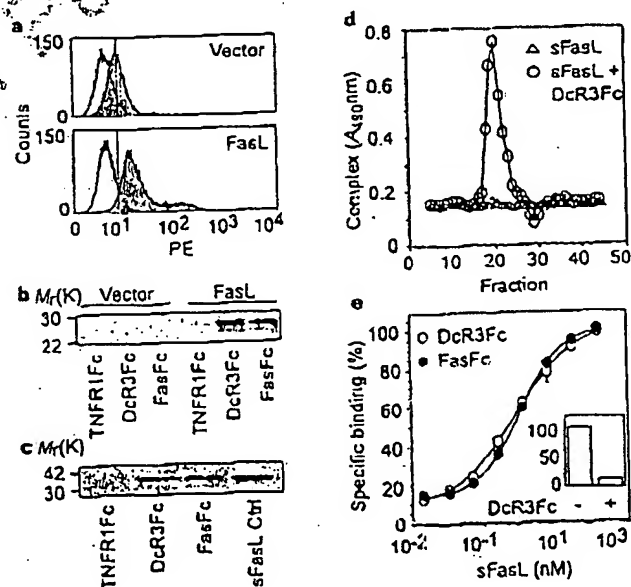 a
150
Vector
0
150
FasL
Counts
0
0 10¹ 10² 10³ 10⁴
PE
b Mr(K) Vector FasL
30
22
TNFR1Fc DcR3Fc FasFc TNFR1Fc DcR3Fc FasFc
c Mr(K)
42
30
TNFR1Fc DcR3Fc FasFc sFasL Ctrl
d
0.8
0.6
0.4
0.2
0
Complex (A490nm)
sFasL
sFasL +
DcR3Fc
0 10 20 30 40 50
Fraction
e
DcR3Fc
FasFc
100
80
60
40
20
0
Specific binding (%)
100
50
0
DcR3Fc - +
10⁻² 10⁻¹ 10⁰ 10¹ 10³
sFasL (nM)